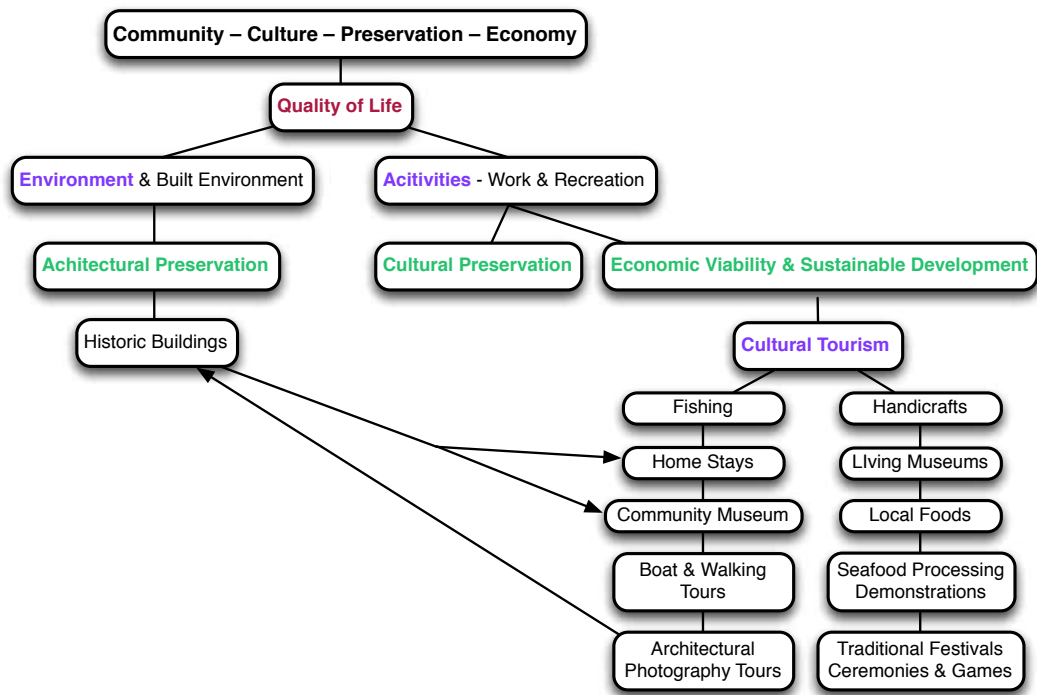 Community – Culture – Preservation – Economy
Quality of Life
Environment & Built Environment
Acitivities - Work & Recreation
Achitectural Preservation
Cultural Preservation
Economic Viability & Sustainable Development
Historic Buildings
Cultural Tourism
Fishing
Handicrafts
Home Stays
LIving Museums
Community Museum
Local Foods
Boat & Walking
Tours
Seafood Processing
Demonstrations
Architectural
Photography Tours
Traditional Festivals
Ceremonies & Games